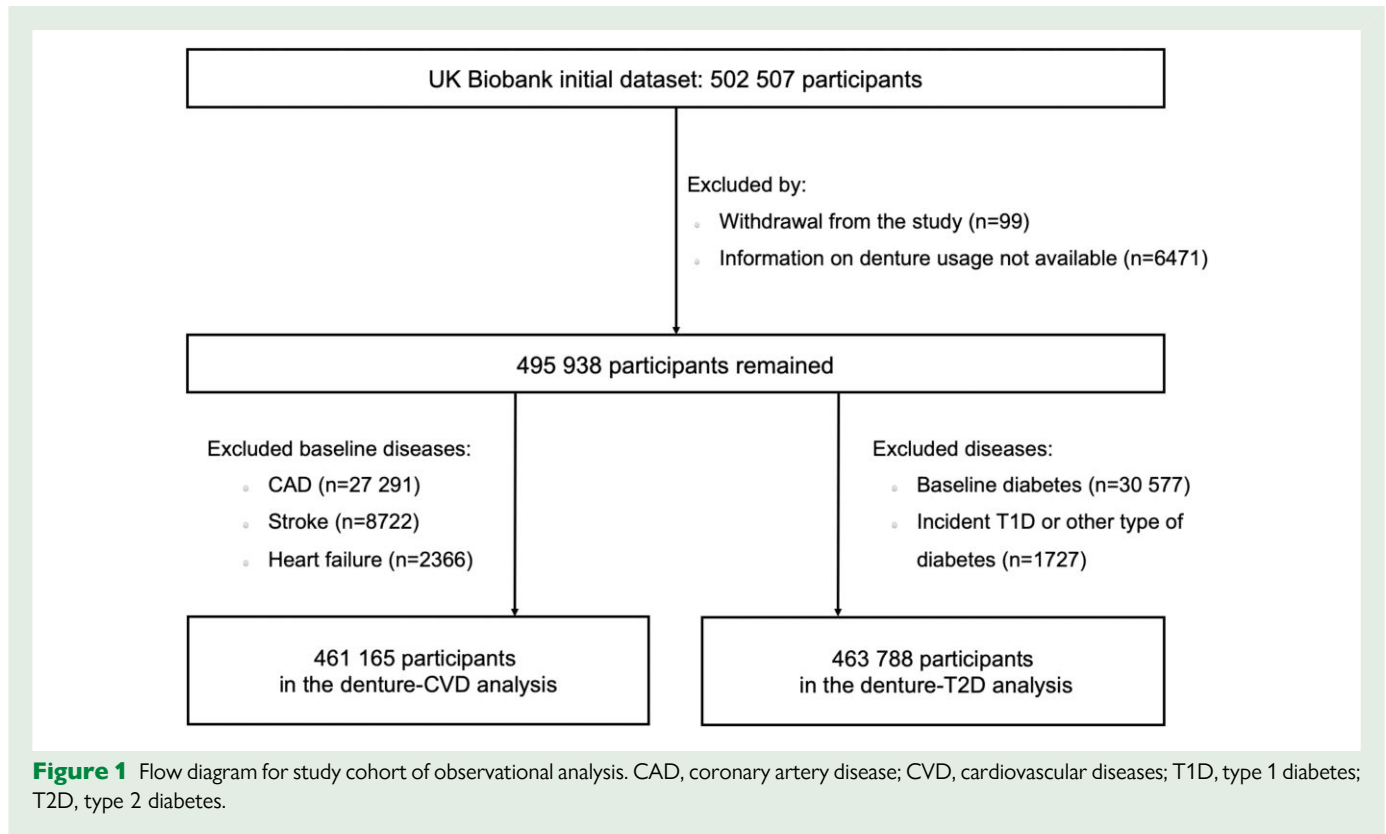 UK Biobank initial dataset: 502 507 participants
Excluded by:
Withdrawal from the study (n=99)
Information on denture usage not available (n=6471)
495 938 participants remained
Excluded baseline diseases:
CAD (n=27 291)
Stroke (n=8722)
Heart failure (n=2366)
Excluded diseases:
Baseline diabetes (n=30 577)
Incident T1D or other type of
diabetes (n=1727)
461 165 participants
in the denture-CVD analysis
463 788 participants
in the denture-T2D analysis
Figure 1 Flow diagram for study cohort of observational analysis. CAD, coronary artery disease; CVD, cardiovascular diseases; T1D, type 1 diabetes;
T2D, type 2 diabetes.